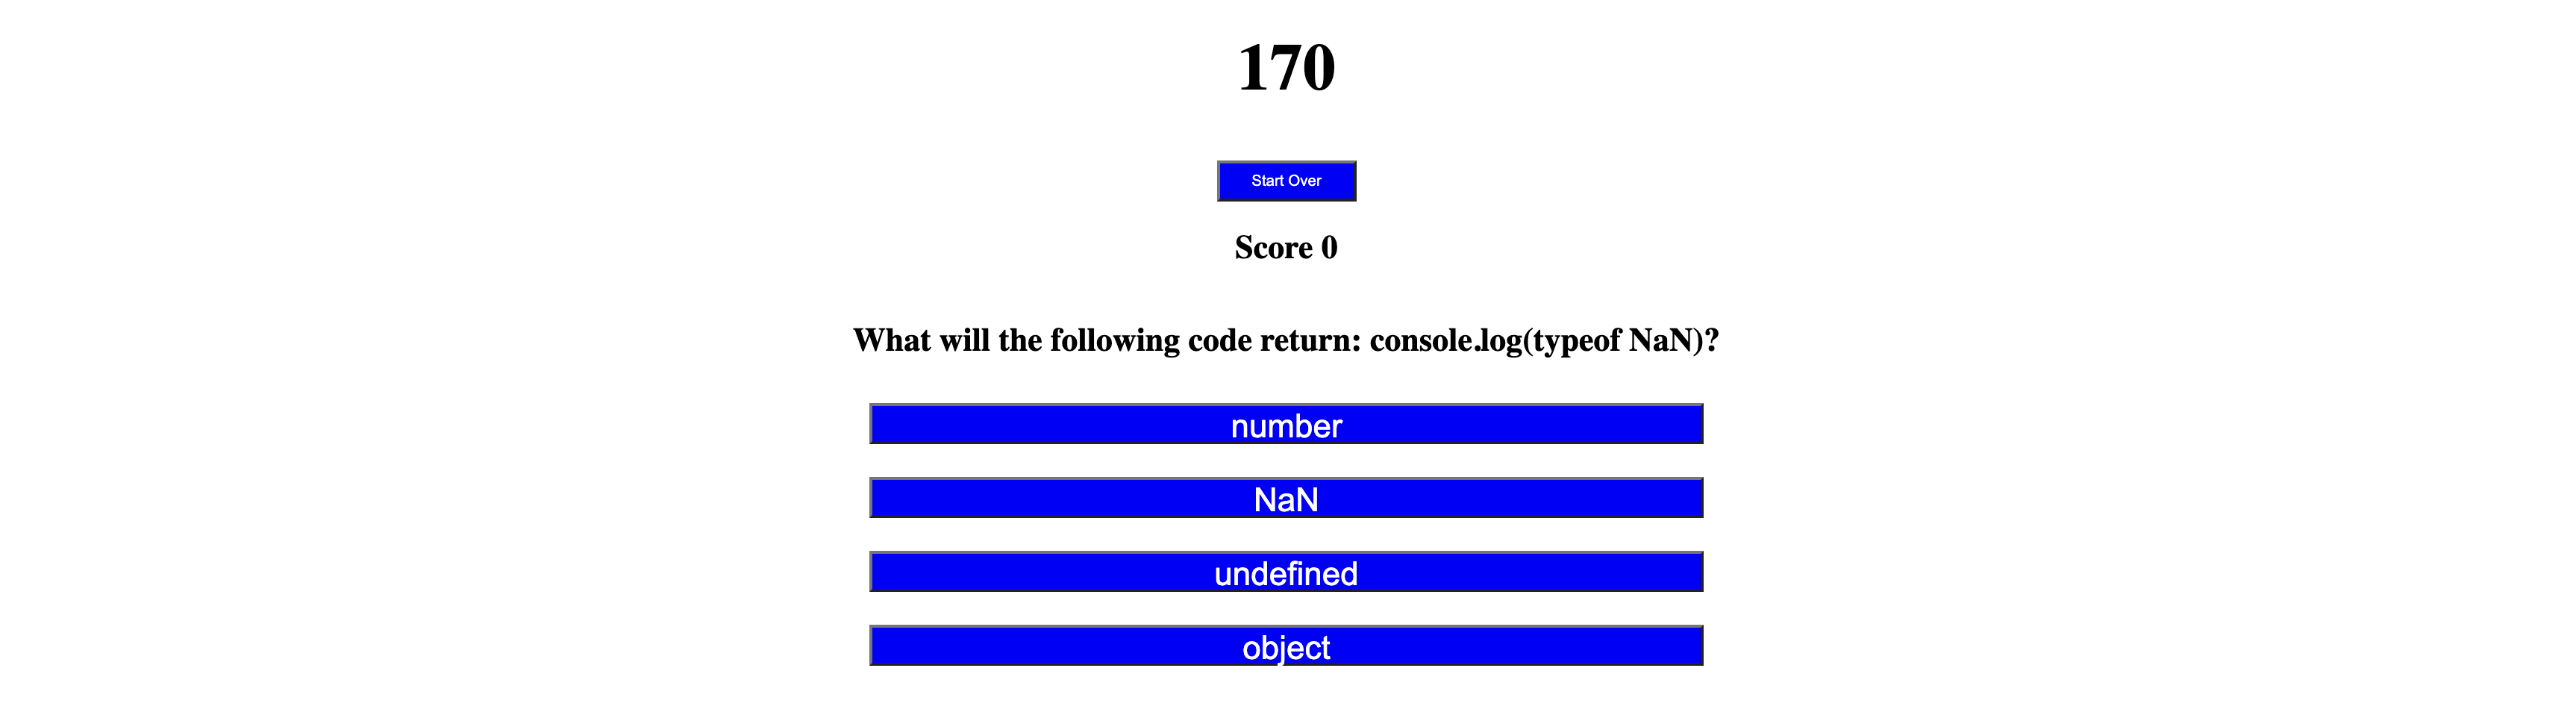 170
Start Over
Score 0
What will the following code return: console.log(typeof NaN)?
number
NaN
undefined
object